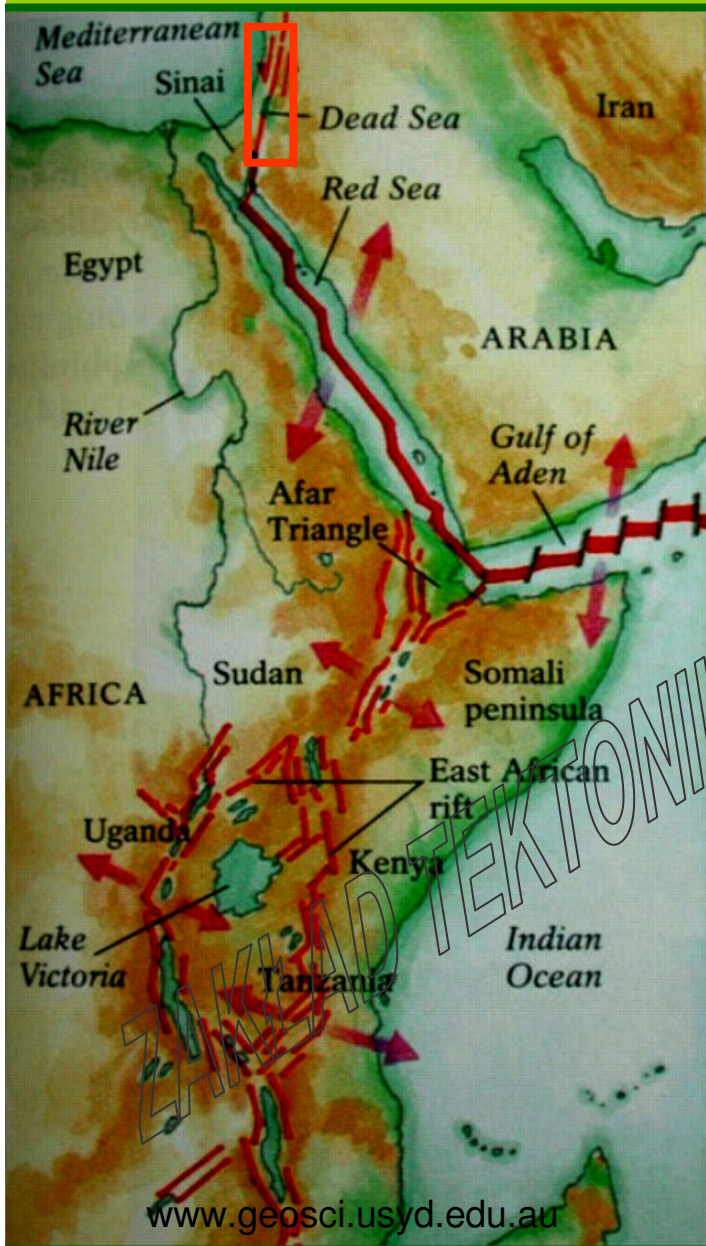 Mediterranean
Sea
Sinai
Iran
Dead Sea
Red Sea
Egypt
ARABIA
River
Nile
Gulf of
Aden
Afar
Triangle
Sudan
Somali
peninsula
AFRICA
East African
rift
Uganda
Kenya
Lake
Victoria
Indian
Ocean
Tanzania
ZAKŁAD TEKTONI
www.geosci.usyd.edu.au